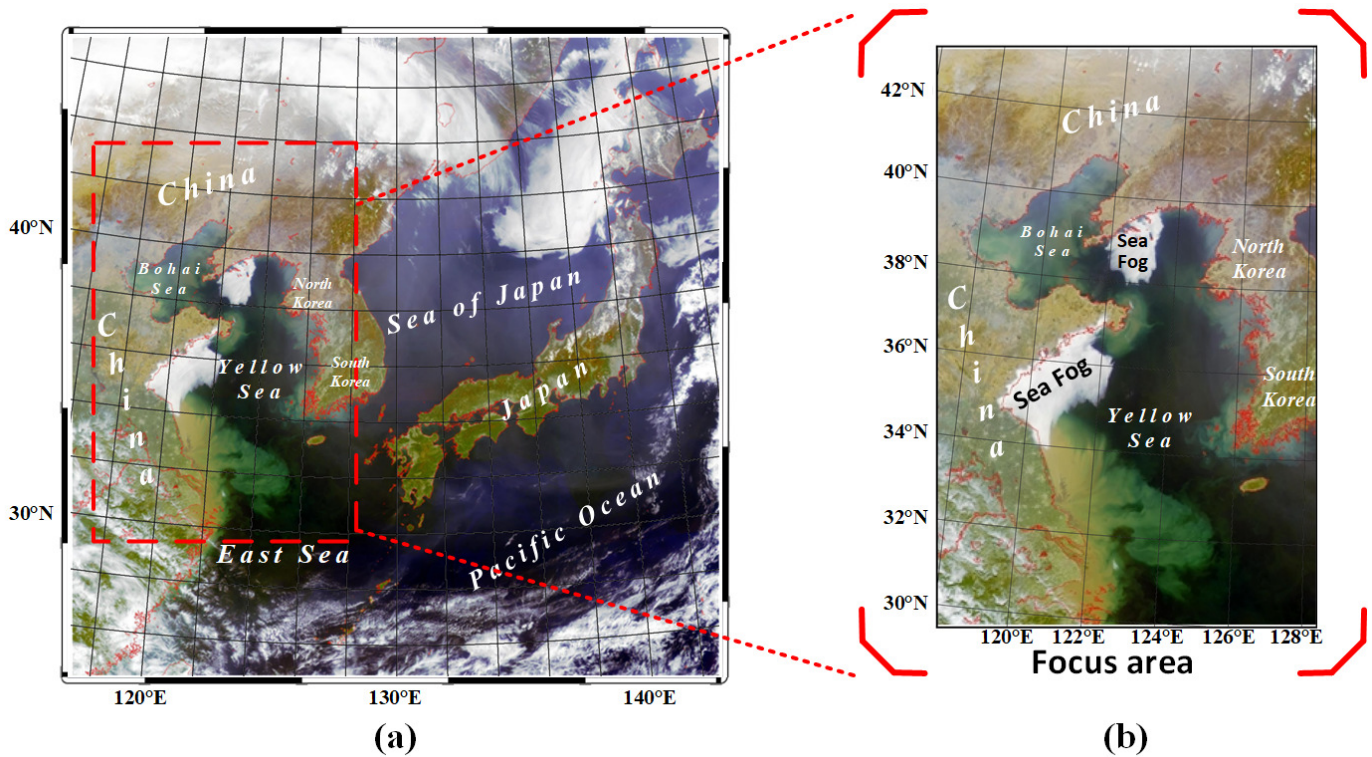 40°N
30°N
120°E
130°E
140°E
China
Bohai
Sea
North
Korea
Sea of Japan
China
Yellow
Sea
South
Korea
Japan
East Sea
Pacific Ocean
(a)
42°N
40°N
38°N
36°N
34°N
32°N
30°N
120°E
122°E
124°E
126°E
128°E
China
Bohai
Sea
Sea
Fog
North
Korea
China
Sea Fog
South
Korea
Yellow
Sea
Focus area
(b)